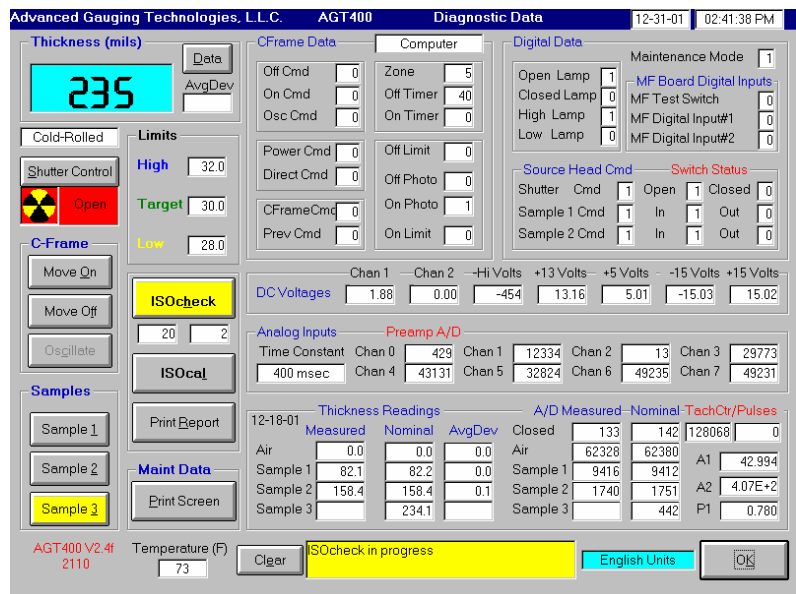 Advanced Gauging Technologies, L.L.C. AGT400 Diagnostic Data 12-31-01 02:41:38 PM
Thickness (mils)
235
Data
AvgDev
Cold-Rolled
Shutter Control
Open
Limits
High 32.0
Target 30.0
Low 28.0
C-Frame
Move On
Move Off
Oscillate
ISOcheck
20 2
ISOcal
Samples
Sample 1
Sample 2
Sample 3
Print Report
Maint Data
Print Screen
CFrame Data Computer
Off Cmd 0 Zone 5
On Cmd 0 Off Timer 40
Osc Cmd 0 On Timer 0
Power Cmd 0 Off Limit 0
Direct Cmd 0 Off Photo 0
CFrameCmd 0 On Photo 1
Prev Cmd 0 On Limit 0
Digital Data
Open Lamp 1
Closed Lamp 0
High Lamp 1
Low Lamp 0
Maintenance Mode 1
MF Board Digital Inputs
MF Test Switch 0
MF Digital Input#1 0
MF Digital Input#2 0
Source Head Cmd Switch Status
Shutter Cmd 1 Open 1 Closed 0
Sample 1 Cmd 1 In 1 Out 0
Sample 2 Cmd 1 In 1 Out 0
Chan 1 Chan 2 -Hi Volts +13 Volts +5 Volts -15 Volts +15 Volts
DC Voltages 1.88 0.00 -454 13.16 5.01 -15.03 15.02
Analog Inputs Preamp A/D
Time Constant Chan 0 429 Chan 1 12334 Chan 2 13 Chan 3 29773
400 msec Chan 4 43131 Chan 5 32824 Chan 6 49235 Chan 7 49231
12-18-01 Thickness Readings
Measured Nominal AvgDev
Air 0.0 0.0 0.0
Sample 1 82.1 82.2 0.0
Sample 2 158.4 158.4 0.1
Sample 3 234.1
A/D Measured Nominal TachCtr/Pulses
Closed 133 142 128068 0
Air 62328 62380 A1 42.994
Sample 1 9416 9412
Sample 2 1740 1751 A2 4.07E+2
Sample 3 442 P1 0.780
AGT400 V2.4f
2110
Temperature (F)
73
Clear
ISOcheck in progress
English Units
OK